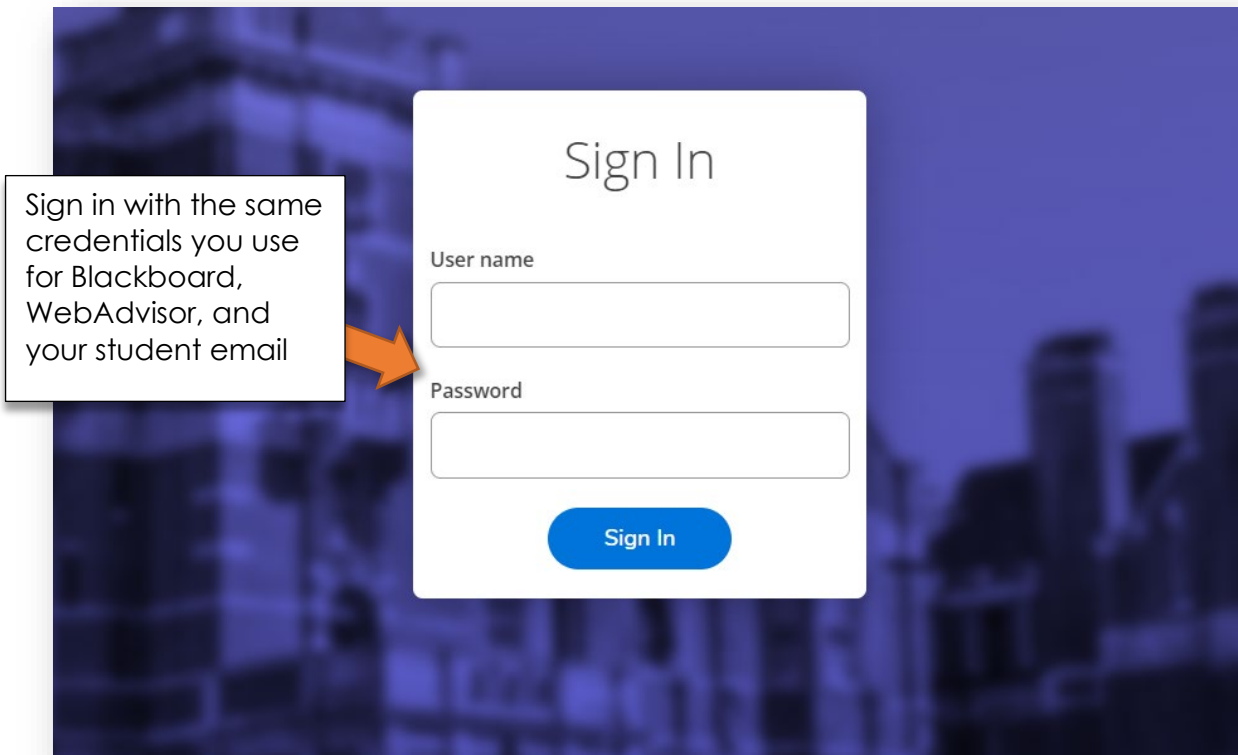 Sign In
Sign in with the same
credentials you use
for Blackboard,
WebAdvisor, and
your student email
User name
Password
Sign In